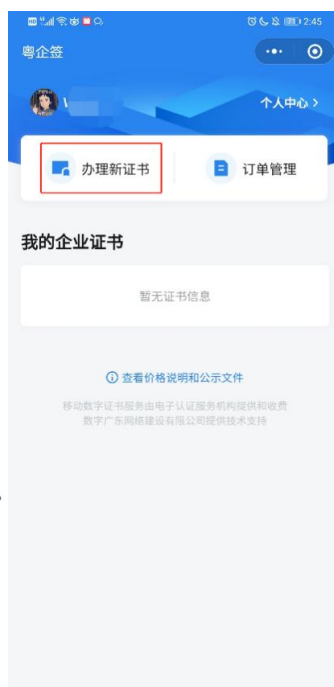 2:45
粤企签
个人中心 >
办理新证书
订单管理
我的企业证书
暂无证书信息
查看价格说明和公示文件
移动数字证书服务由电子认证服务机构提供和收费
数字广东网络建设有限公司提供技术支持